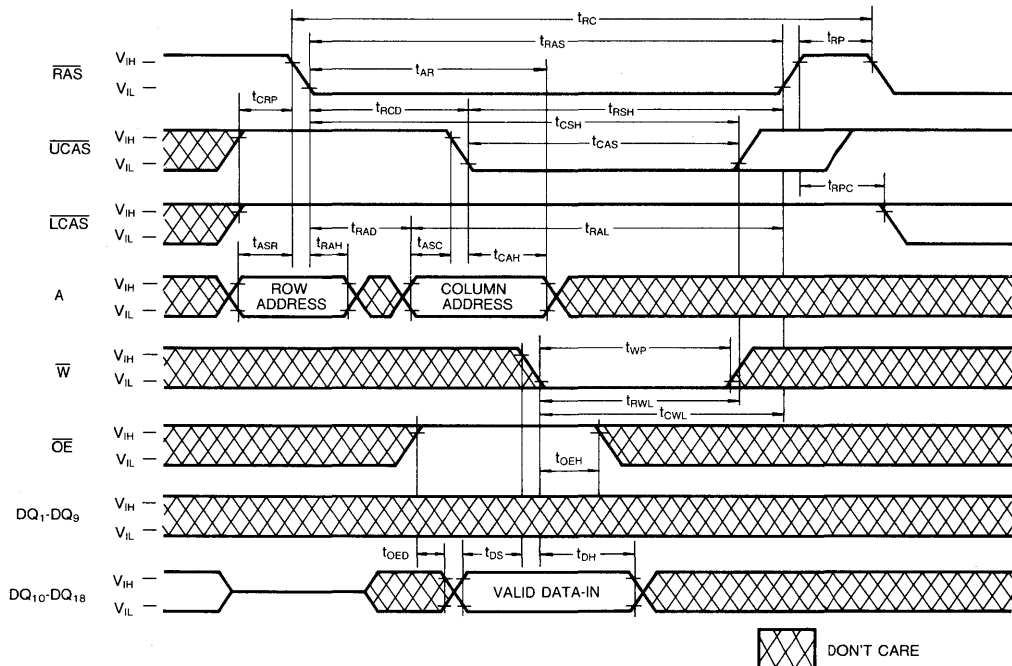 tRC
tRAS
tRP
RAS
VIH
VIL
tAR
tCRP
tRCD
tRSH
tCSH
UCAS
VIH
VIL
tCAS
tRPC
LCAS
VIH
VIL
tRAD
tRAL
tASR
tRAH
tASC
tCAH
A
VIH
VIL
ROW
ADDRESS
COLUMN
ADDRESS
W
VIH
VIL
tWP
tRWL
tCWL
OE
VIH
VIL
tOEH
DQ1-DQ9
VIH
VIL
tOED
tDS
tDH
DQ10-DQ18
VIH
VIL
VALID DATA-IN
DON'T CARE